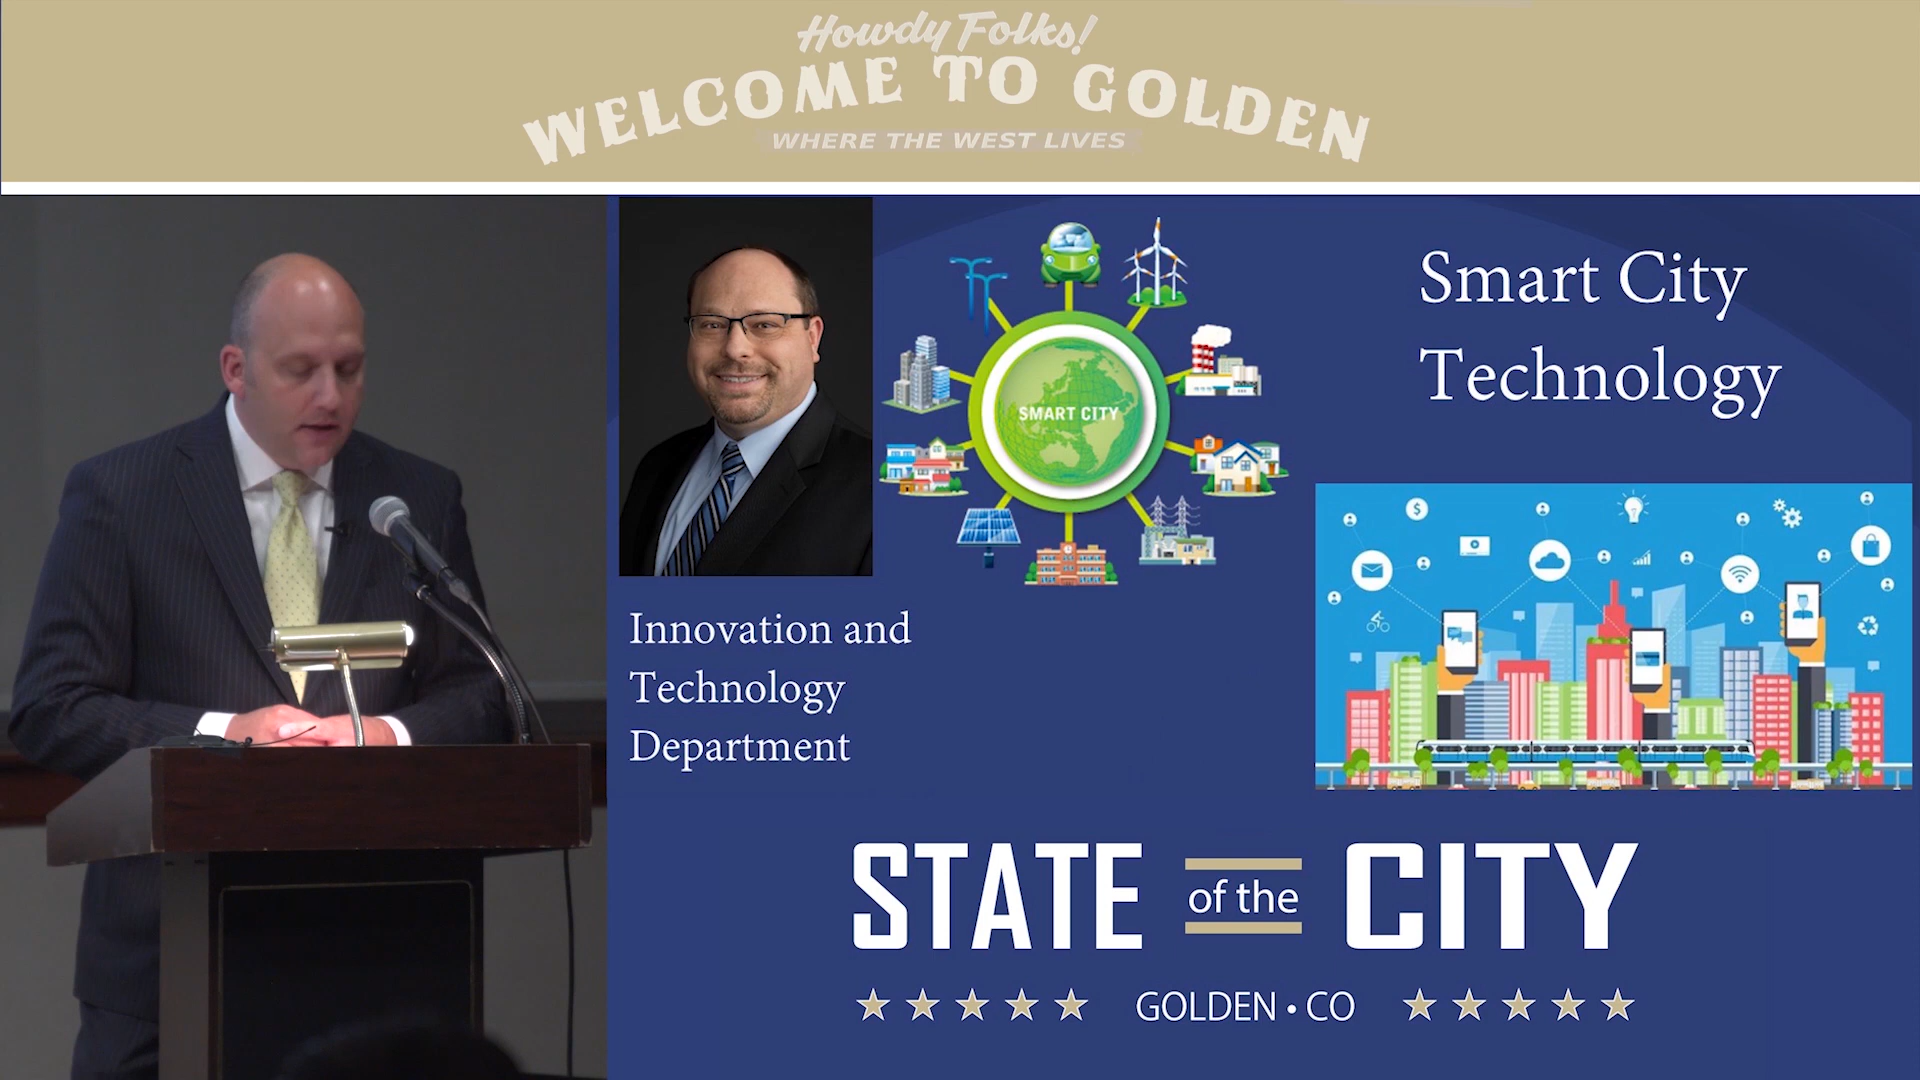 Howdy Folks!
WELCOME TO GOLDEN
WHERE THE WEST LIVES
SMART CITY
Smart City
Technology
Innovation and
Technology
Department
STATE of the CITY
GOLDEN • CO